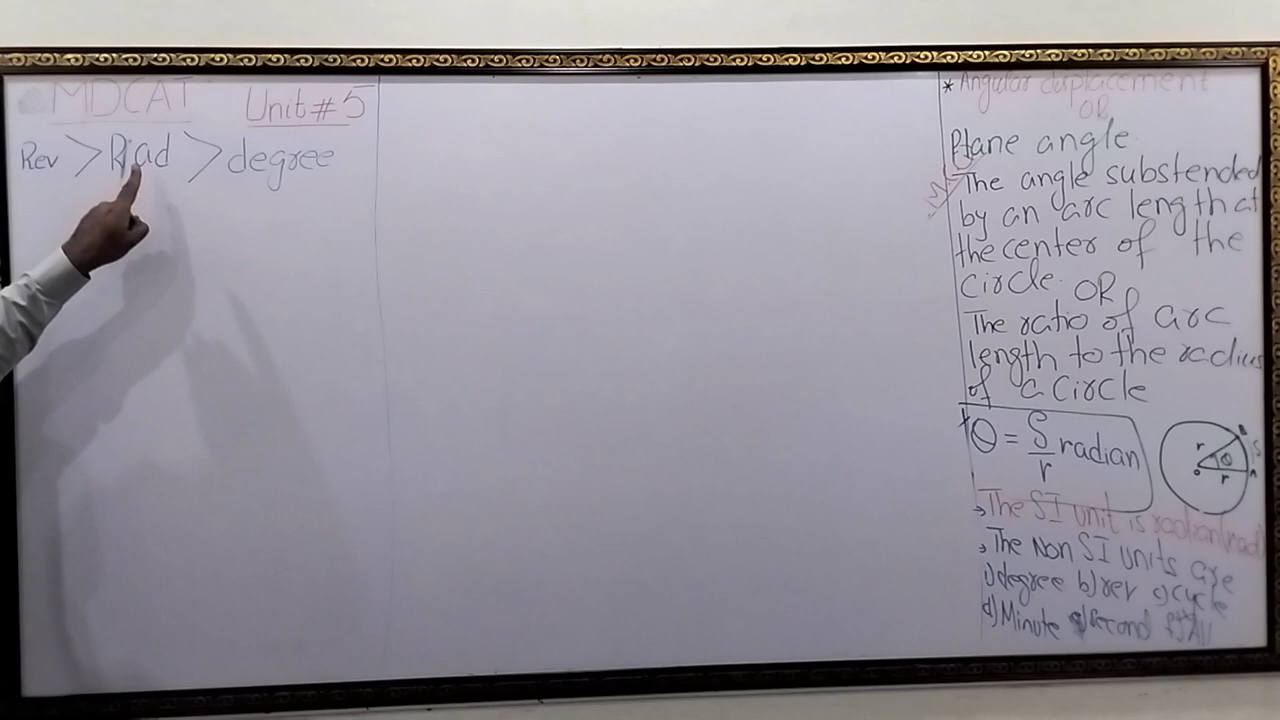 MDCAT Unit # 5
Rev > Rad > degree
* Angular displacement
OR
Plane angle
The angle substended
by an arc length at
the center of the
circle. OR
The ratio of arc
length to the radius
of a circle
* θ = S/r radian
B
r θ S
o r A
→ The SI unit is radian(rad)
→ The Non SI units are
degree b) rev c) cycle
d) Minute e) Second f) All